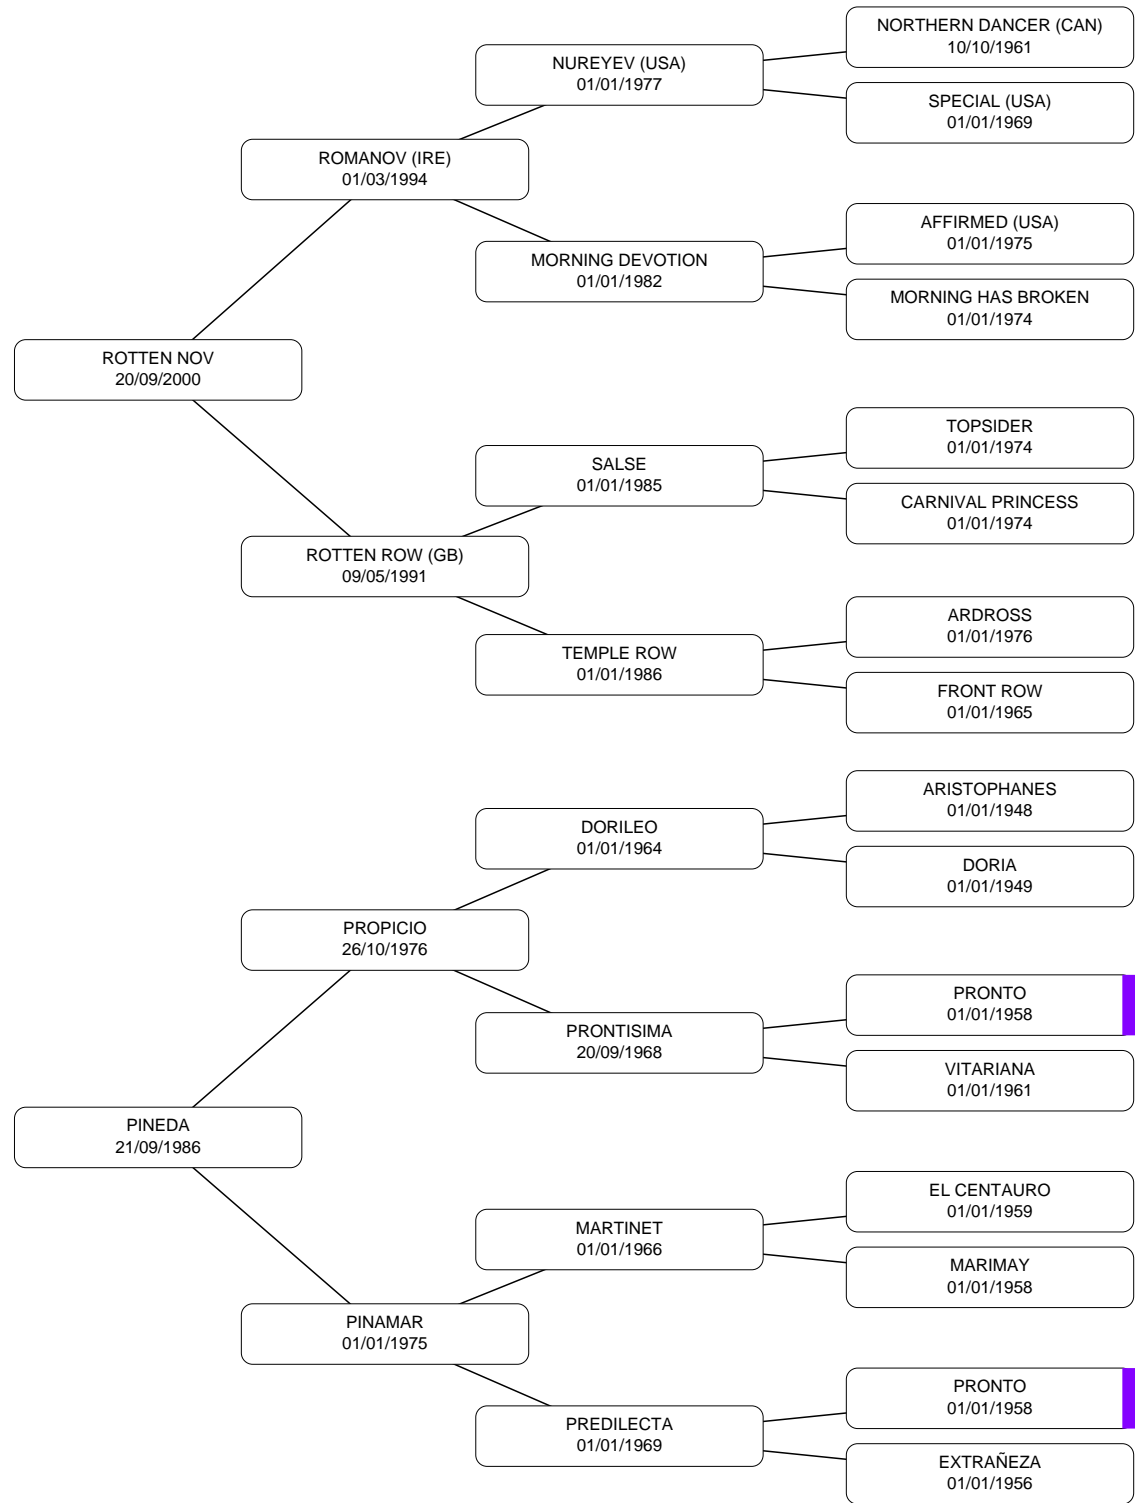 NORTHERN DANCER (CAN)
10/10/1961
NUREYEV (USA)
01/01/1977
SPECIAL (USA)
01/01/1969
ROMANOV (IRE)
01/03/1994
AFFIRMED (USA)
01/01/1975
MORNING DEVOTION
01/01/1982
MORNING HAS BROKEN
01/01/1974
ROTTEN NOV
20/09/2000
TOPSIDER
01/01/1974
SALSE
01/01/1985
CARNIVAL PRINCESS
01/01/1974
ROTTEN ROW (GB)
09/05/1991
ARDROSS
01/01/1976
TEMPLE ROW
01/01/1986
FRONT ROW
01/01/1965
ARISTOPHANES
01/01/1948
DORILEO
01/01/1964
DORIA
01/01/1949
PROPICIO
26/10/1976
PRONTO
01/01/1958
PRONTISIMA
20/09/1968
VITARIANA
01/01/1961
PINEDA
21/09/1986
EL CENTAURO
01/01/1959
MARTINET
01/01/1966
MARIMAY
01/01/1958
PINAMAR
01/01/1975
PRONTO
01/01/1958
PREDILECTA
01/01/1969
EXTRAÑEZA
01/01/1956